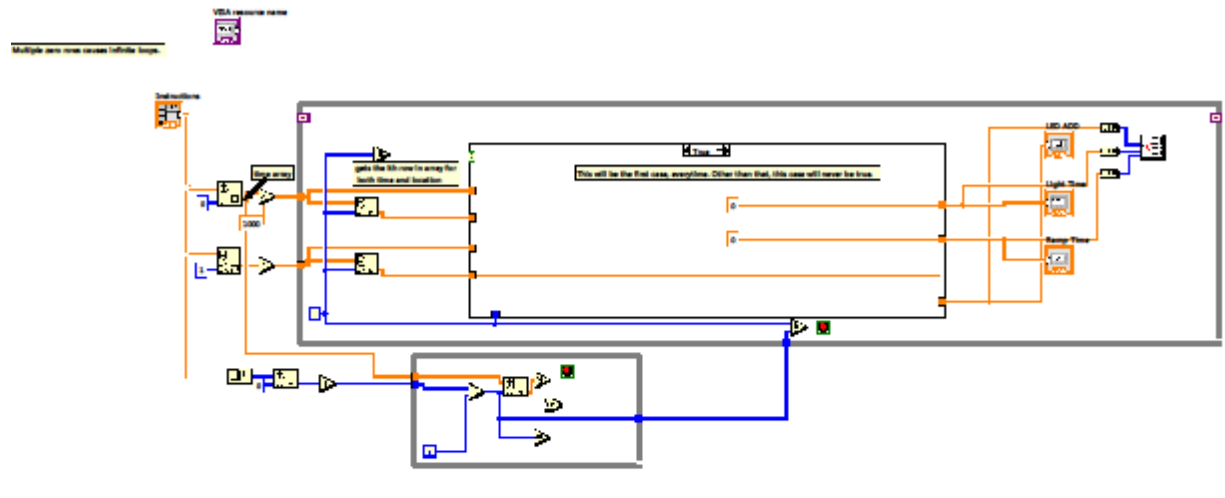 VISA resource name
Multiple zero rows causes infinite loops.
Instructions
time array
1000
0
1
gets the ith row in array for
both time and location
True
This will be the first case, everytime. Other than that, this case will never be true.
0
0
LED ADD
Light Time
Ramp Time
i
0
i